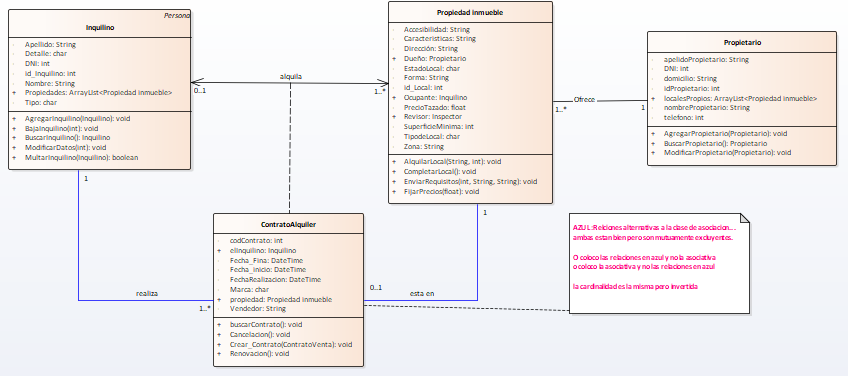 Persona
Inquilino
Apellido: String
Detalle: char
DNI: int
id_Inquilino: int
Nombre: String
+ Propiedades: ArrayList<Propiedad inmueble>
Tipo: char
+ AgregarInquilino(Inquilino): void
+ BajaInquilino(int): void
+ BuscarInquilino(): Inquilino
+ ModificarDatos(int): void
+ MultarInquilino(Inquilino): boolean
alquila
0..1
1..*
Propiedad inmueble
Accesibilidad: String
Características: String
Dirección: String
+ Dueño: Propietario
EstadoLocal: char
Forma: String
id_Local: int
+ Ocupante: Inquilino
PrecioTazado: float
+ Revisor: Inspector
SuperficieMinima: int
TipodeLocal: char
Zona: String
+ AlquilarLocal(String, int): void
+ CompletarLocal(): void
+ EnviarRequisitos(int, String, String): void
+ FijarPrecios(float): void
Ofrece
1..*
1
Propietario
apelidoPropietario: String
DNI: int
domicilio: String
idPropietario: int
+ localesPropios: ArrayList<Propiedad inmueble>
nombrePropietario: String
telefono: int
+ AgregarPropietario(Propietario): void
+ BuscarPropietario(): Propietario
+ ModificarPropietario(Propietario): void
1
realiza
1..*
ContratoAlquiler
codContrato: int
+ elInquilino: Inquilino
Fecha_Fina: DateTime
Fecha_inicio: DateTime
FechaRealizacion: DateTime
Marca: char
+ propiedad: Propiedad inmueble
Vendedor: String
+ buscarContrato(): void
+ Cancelacion(): void
+ Crear_Contrato(ContratoVenta): void
+ Renovacion(): void
1
0..1
esta en
AZUL :Relciones alternativas a la clase de asociacion...
ambas estan bien pero son mutuamente excluyentes.
O coloco las relaciones en azul y no la asociativa
o coloco la asociativa y no las relaciones en azul
la cardinalidad es la misma pero invertida